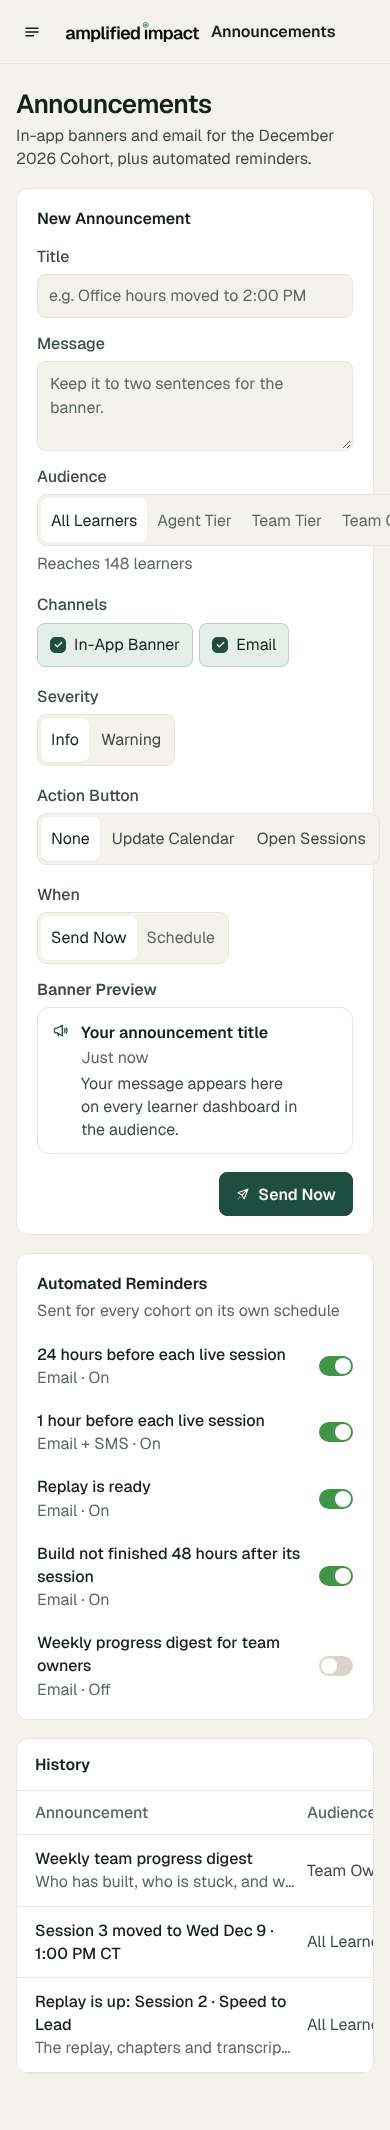 amplified impact Announcements
Announcements
In-app banners and email for the December
2026 Cohort, plus automated reminders.
New Announcement
Title
e.g. Office hours moved to 2:00 PM
Message
Keep it to two sentences for the
banner.
Audience
All Learners Agent Tier Team Tier Team
Reaches 148 learners
Channels
In-App Banner Email
Severity
Info Warning
Action Button
None Update Calendar Open Sessions
When
Send Now Schedule
Banner Preview
Your announcement title
Just now
Your message appears here
on every learner dashboard in
the audience.
Send Now
Automated Reminders
Sent for every cohort on its own schedule
24 hours before each live session
Email · On
1 hour before each live session
Email + SMS · On
Replay is ready
Email · On
Build not finished 48 hours after its
session
Email · On
Weekly progress digest for team
owners
Email · Off
History
Announcement Audience
Weekly team progress digest
Who has built, who is stuck, and w...
Team Ow
Session 3 moved to Wed Dec 9 ·
1:00 PM CT
All Learne
Replay is up: Session 2 · Speed to
Lead
The replay, chapters and transcrip...
All Learne